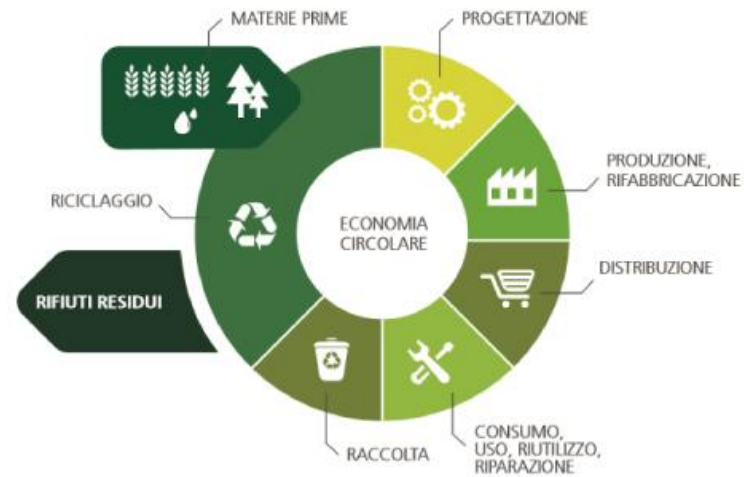 MATERIE PRIME
PROGETTAZIONE
PRODUZIONE,
RIFABBRICAZIONE
RICICLAGGIO
ECONOMIA
CIRCOLARE
DISTRIBUZIONE
RIFIUTI RESIDUI
CONSUMO,
USO, RIUTILIZZO,
RIPARAZIONE
RACCOLTA